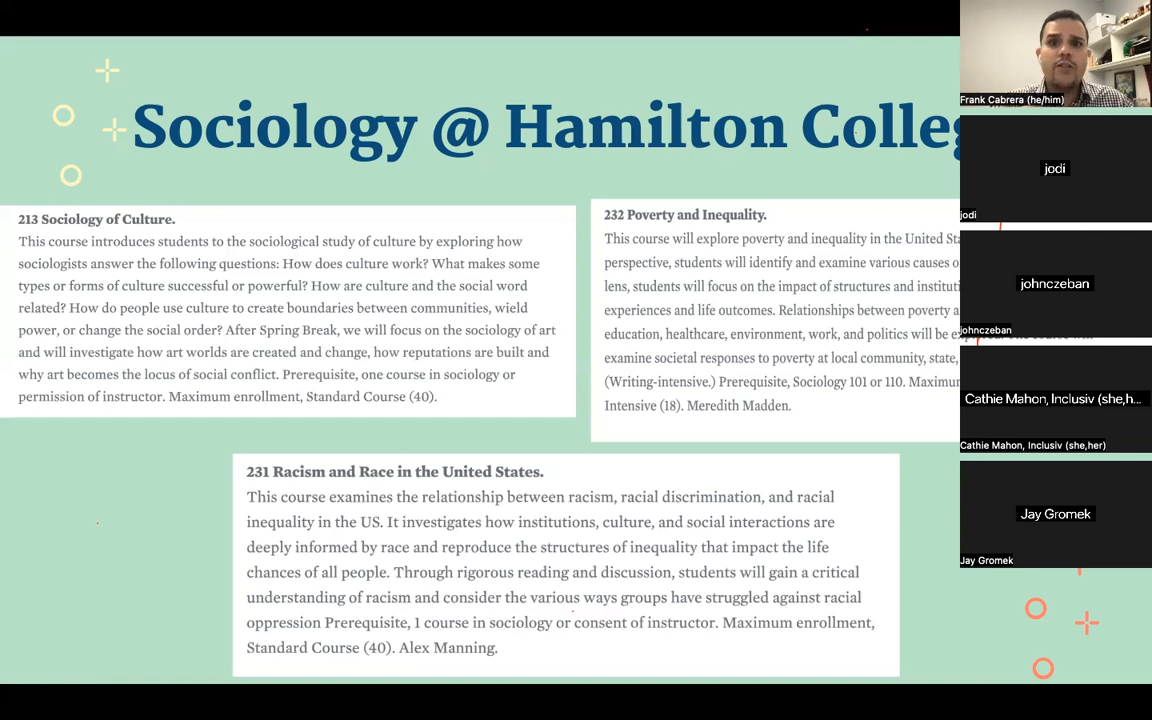 Sociology @ Hamilton Colleg
213 Sociology of Culture.
This course introduces students to the sociological study of culture by exploring how
sociologists answer the following questions: How does culture work? What makes some
types or forms of culture successful or powerful? How are culture and the social word
related? How do people use culture to create boundaries between communities, wield
power, or change the social order? After Spring Break, we will focus on the sociology of art
and will investigate how art worlds are created and change, how reputations are built and
why art becomes the locus of social conflict. Prerequisite, one course in sociology or
permission of instructor. Maximum enrollment, Standard Course (40).
232 Poverty and Inequality.
This course will explore poverty and inequality in the United Sta
perspective, students will identify and examine various causes o
lens, students will focus on the impact of structures and instituti
experiences and life outcomes. Relationships between poverty a
education, healthcare, environment, work, and politics will be
examine societal responses to poverty at local community, state,
(Writing-intensive.) Prerequisite, Sociology 101 or 110. Maximum
Intensive (18). Meredith Madden.
231 Racism and Race in the United States.
This course examines the relationship between racism, racial discrimination, and racial
inequality in the US. It investigates how institutions, culture, and social interactions are
deeply informed by race and reproduce the structures of inequality that impact the life
chances of all people. Through rigorous reading and discussion, students will gain a critical
understanding of racism and consider the various ways groups have struggled against racial
oppression Prerequisite, 1 course in sociology or consent of instructor. Maximum enrollment,
Standard Course (40). Alex Manning.
Frank Cabrera (he/him)
jodi
jodi
johnczeban
johnczeban
Cathie Mahon, Inclusiv (she,h...
Cathie Mahon, Inclusiv (she,her)
Jay Gromek
Jay Gromek